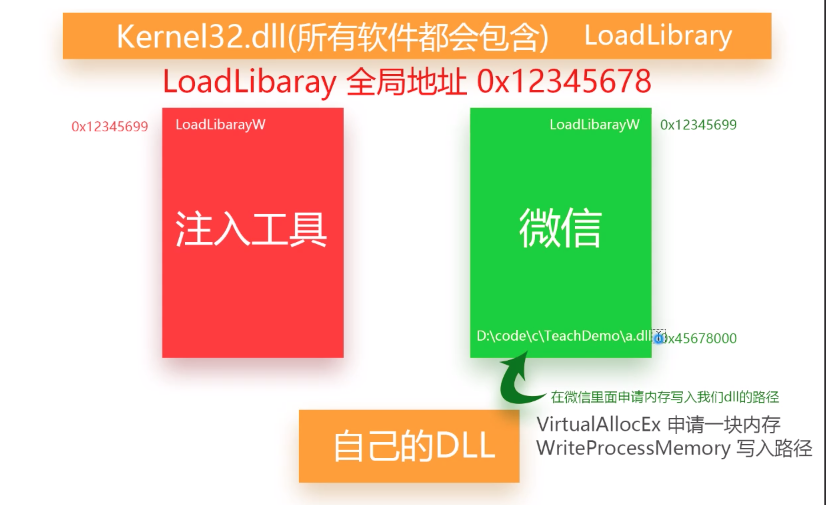 Kernel32.dll(所有软件都会包含) LoadLibrary
LoadLibaray 全局地址 0x12345678
0x12345699
LoadLibarayW
LoadLibarayW
0x12345699
注入工具
微信
D:\code\c\TeachDemo\a.dll
0x45678000
在微信里面申请内存写入我们dll的路径
VirtualAllocEx 申请一块内存
WriteProcessMemory 写入路径
自己的DLL